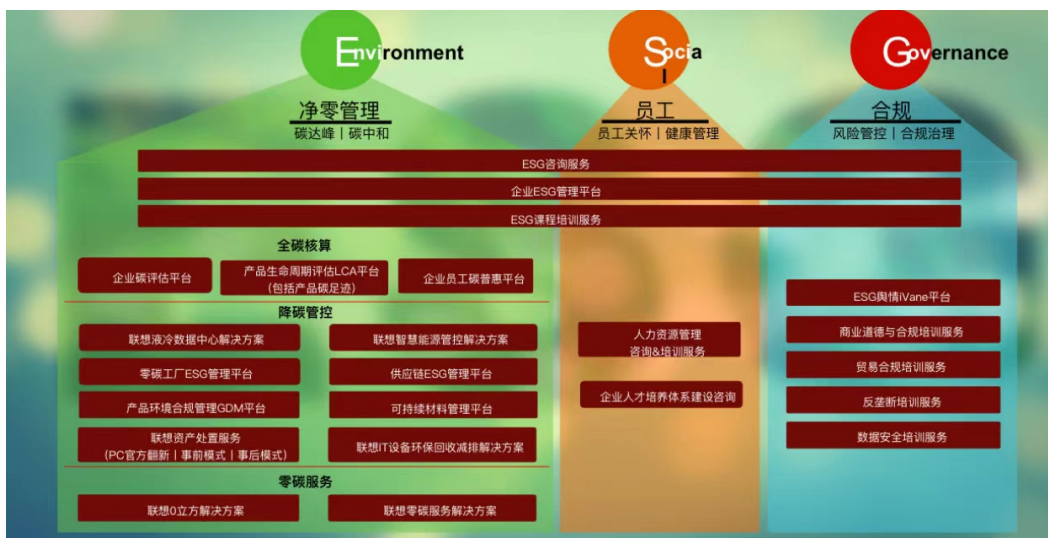 Environment
Social
Governance
净零管理
碳达峰丨碳中和
员工
员工关怀丨健康管理
合规
风险管控丨合规治理
ESG咨询服务
企业ESG管理平台
ESG课程培训服务
全碳核算
企业碳评估平台
产品生命周期评估LCA平台
(包括产品碳足迹)
企业员工碳普惠平台
降碳管控
联想液冷数据中心解决方案
联想智慧能源管控解决方案
零碳工厂ESG管理平台
供应链ESG管理平台
产品环境合规管理GDM平台
可持续材料管理平台
联想资产处置服务
(PC官方翻新丨事前模式丨事后模式)
联想IT设备环保回收减排解决方案
零碳服务
联想0立方解决方案
联想零碳服务解决方案
人力资源管理
咨询&培训服务
企业人才培养体系建设咨询
ESG舆情iVane平台
商业道德与合规培训服务
贸易合规培训服务
反垄断培训服务
数据安全培训服务